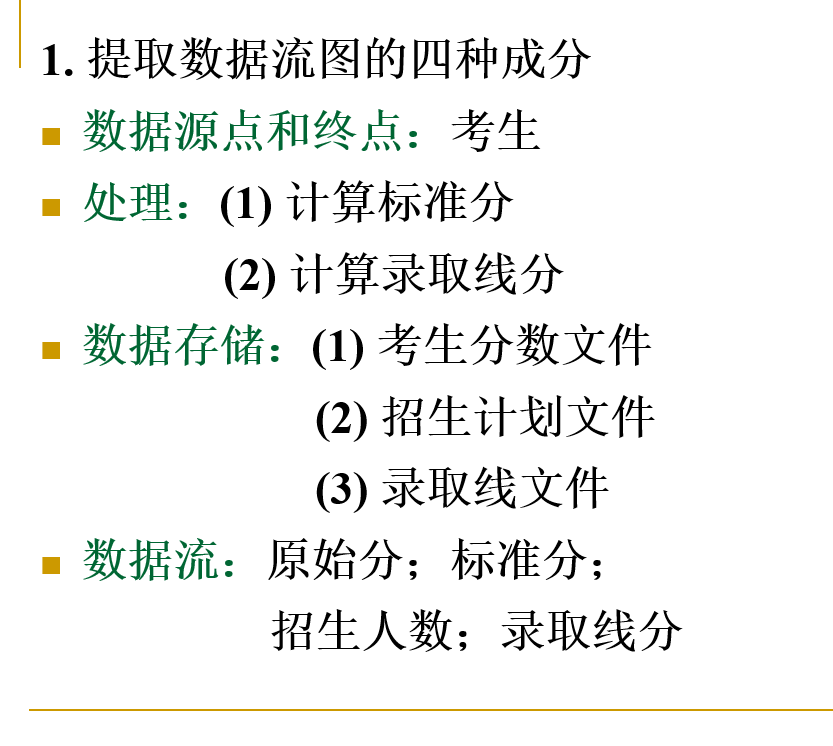 1. 提取数据流图的四种成分
数据源点和终点：考生
处理：(1) 计算标准分
(2) 计算录取线分
数据存储：(1) 考生分数文件
(2) 招生计划文件
(3) 录取线文件
数据流：原始分；标准分；
招生人数；录取线分